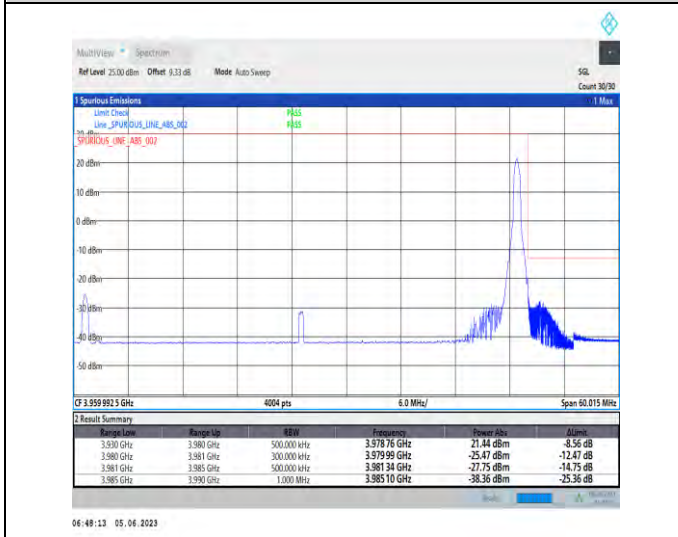 MultiView Spectrum
Ref Level 25.00 dBm Offset 9.33 dB Mode Auto Sweep SGL
Count 30/30
1 Spurious Emissions 1 Max
Limit Check PASS
Line _SPURIOUS_LINE_ABS_002 PASS
_SPURIOUS_LINE_ABS_002
20 dBm
10 dBm
0 dBm
-10 dBm
-20 dBm
-30 dBm
-40 dBm
-50 dBm
CF 3.959 992 5 GHz 4004 pts 6.0 MHz/ Span 60.015 MHz
2 Result Summary
Range Low Range Up RBW Frequency Power Abs ΔLimit
3.930 GHz 3.980 GHz 500.000 kHz 3.978 76 GHz 21.44 dBm -8.56 dB
3.980 GHz 3.981 GHz 300.000 kHz 3.979 99 GHz -25.47 dBm -12.47 dB
3.981 GHz 3.985 GHz 500.000 kHz 3.981 34 GHz -27.75 dBm -14.75 dB
3.985 GHz 3.990 GHz 1.000 MHz 3.985 10 GHz -38.36 dBm -25.36 dB
06:48:13 05.06.2023